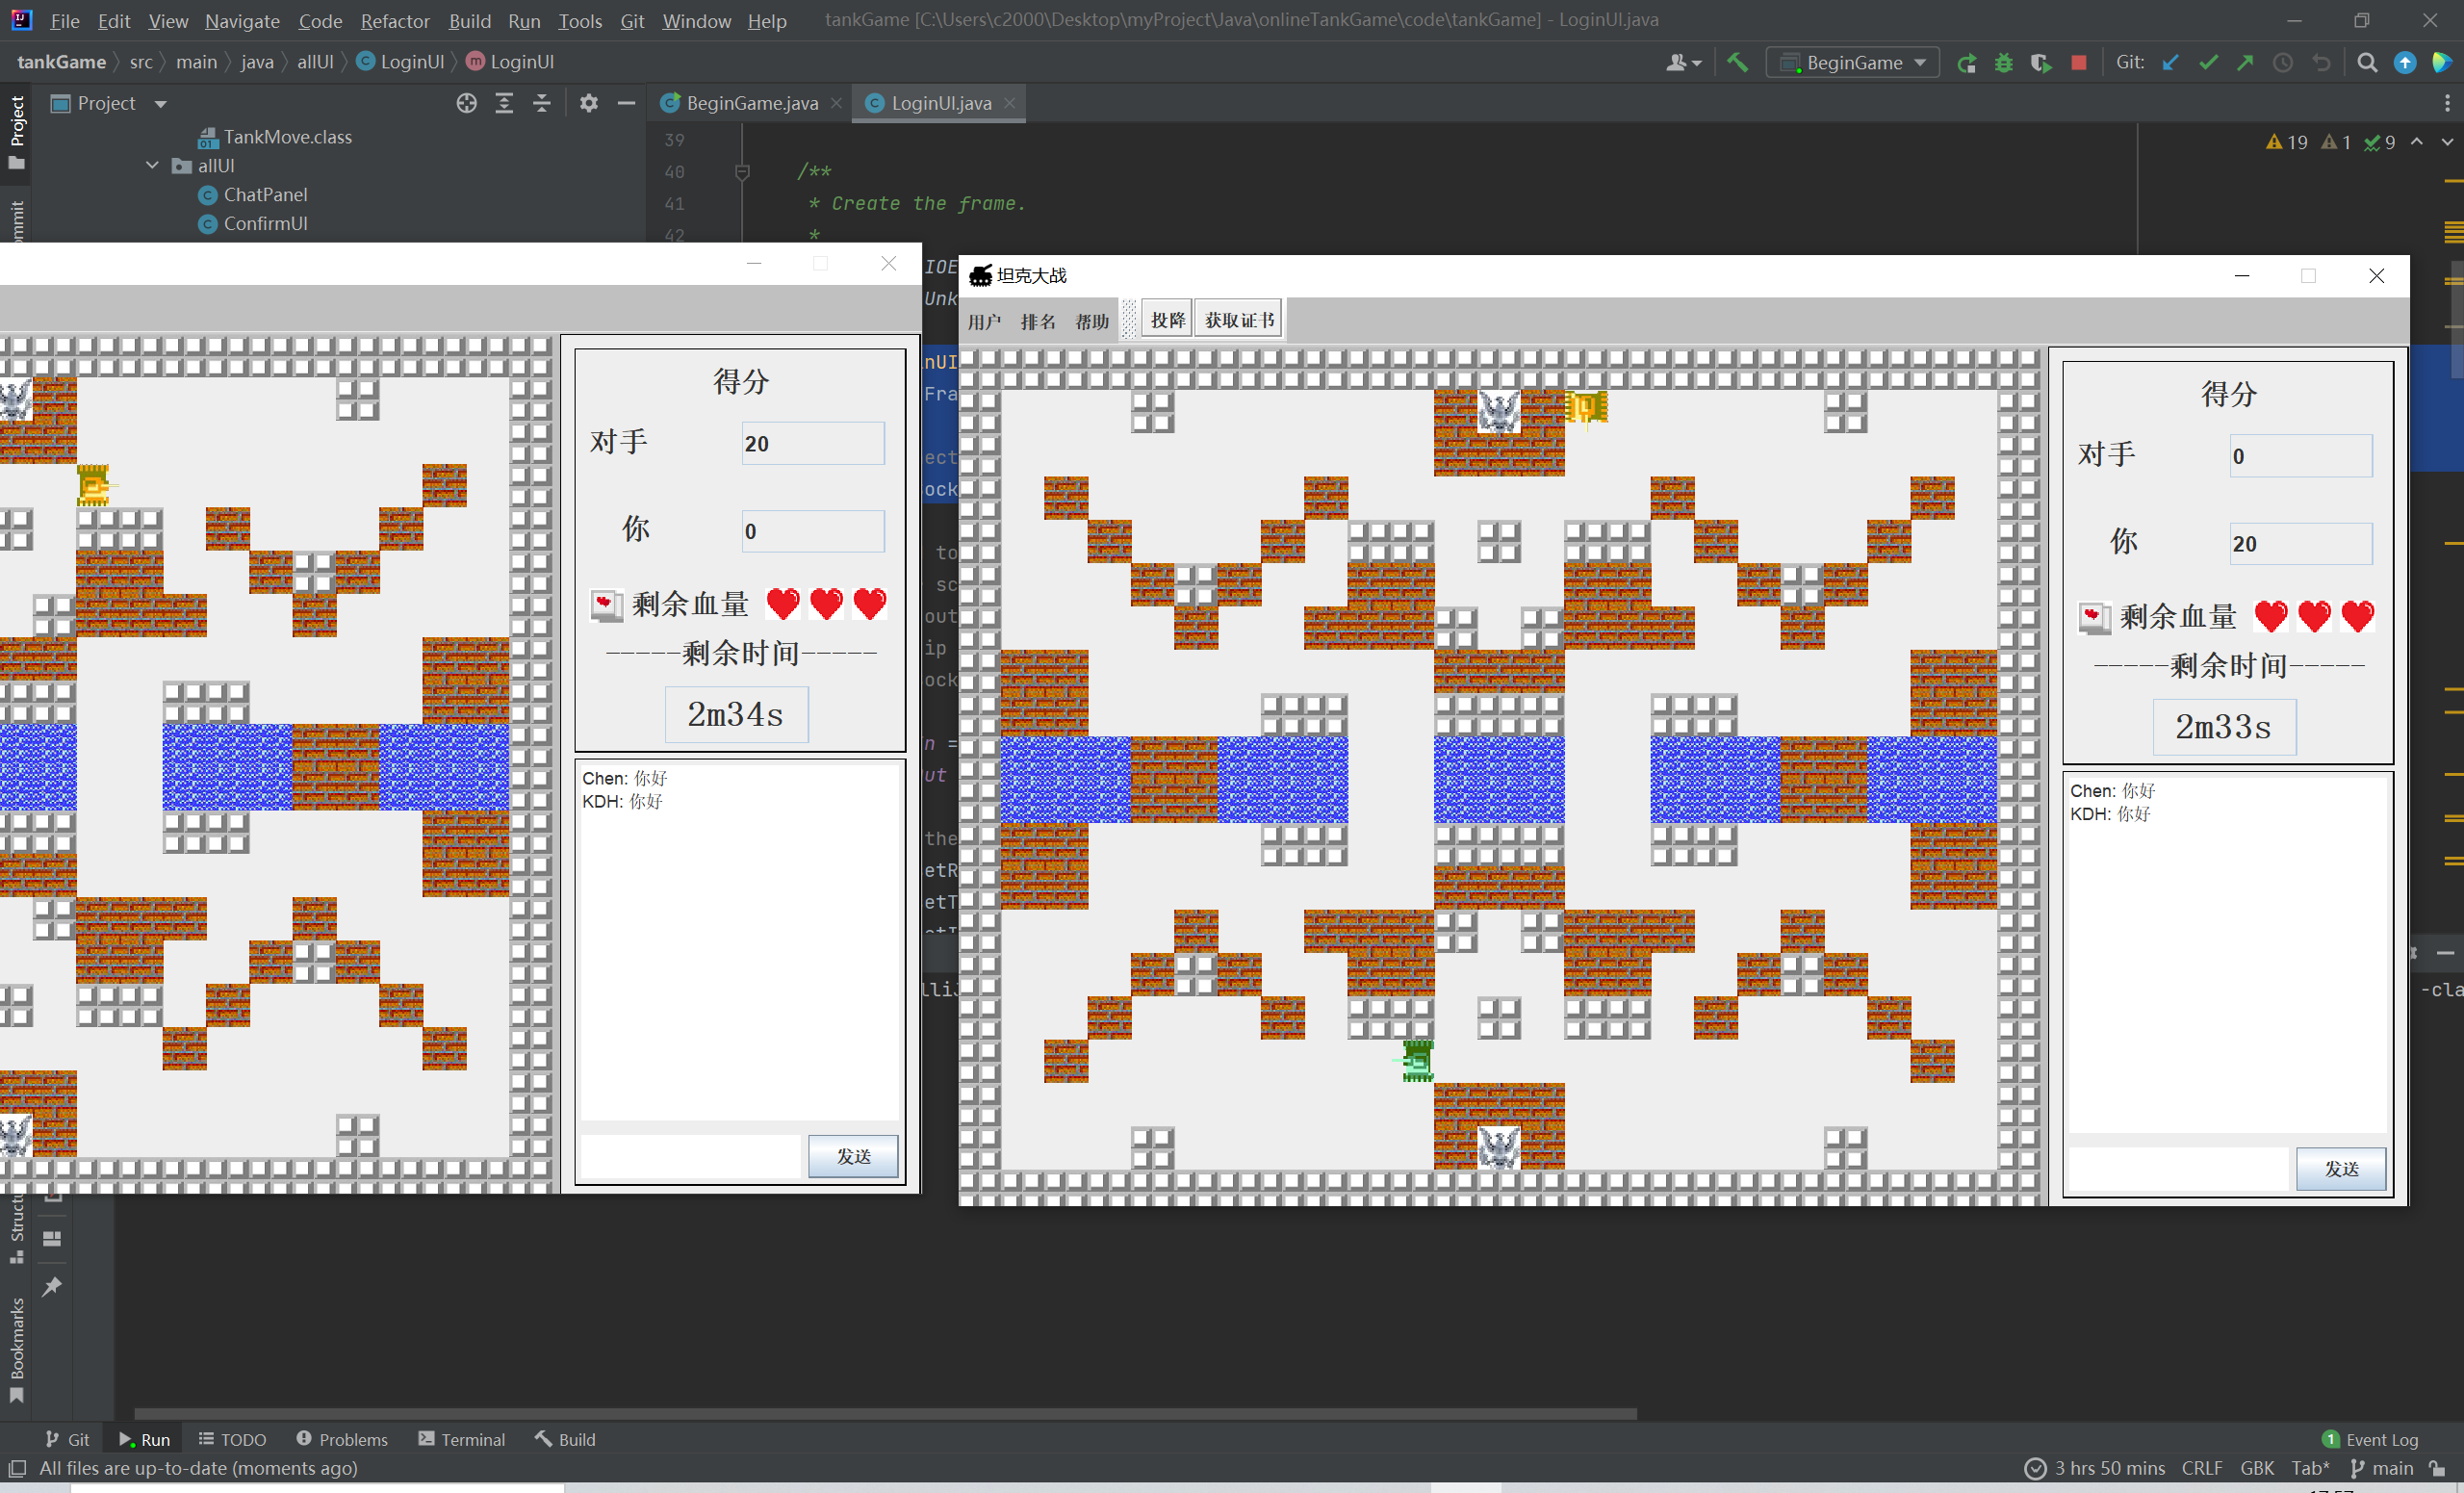 File Edit View Navigate Code Refactor Build Run Tools Git Window Help tankGame [C:\Users\c2000\Desktop\myProject\Java\onlineTankGame\code\tankGame] - LoginUI.java
tankGame src main java allUI LoginUI LoginUI
BeginGame Git:
Project
Project
BeginGame.java LoginUI.java
TankMove.class
allUI
ChatPanel
ConfirmUI
39
40 /**
41 * Create the frame.
42 *
19 1 9
得分
对手 20
你 0
剩余血量
-----剩余时间-----
2m34s
Chen: 你好
KDH: 你好
发送
坦克大战
用户 排名 帮助 投降 获取证书
得分
对手 0
你 20
剩余血量
-----剩余时间-----
2m33s
Chen: 你好
KDH: 你好
发送
-cla
Bookmarks
Git Run TODO Problems Terminal Build
1 Event Log
All files are up-to-date (moments ago)
3 hrs 50 mins CRLF GBK Tab* main